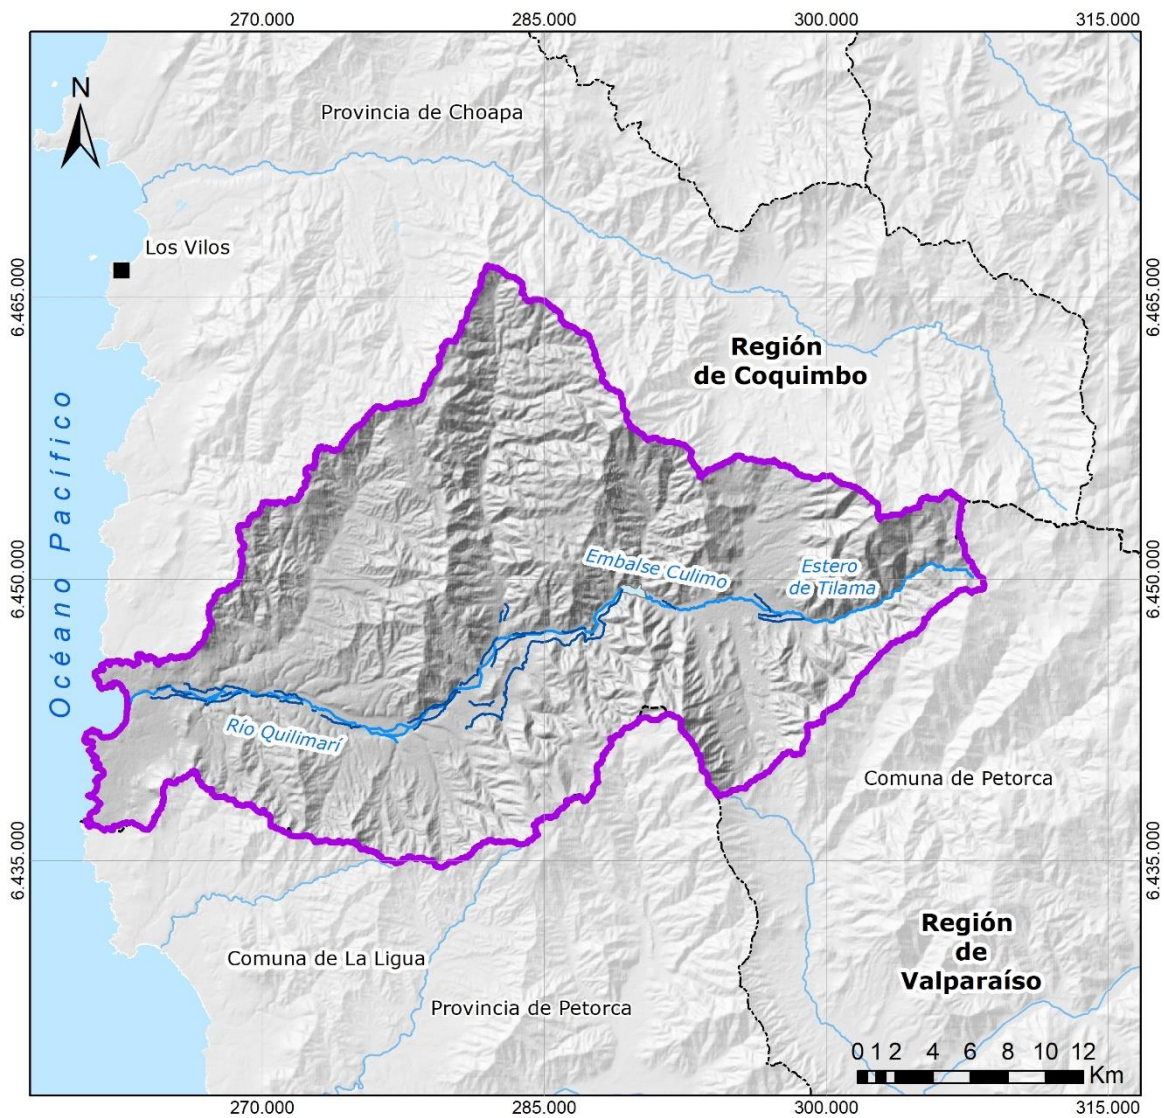 270.000 285.000 300.000 315.000
N
Provincia de Choapa
Los Vilos
6.465.000 6.465.000
Región
de Coquimbo
Océano Pacífico
Embalse Culimo
Estero
de Tilama
6.450.000 6.450.000
Río Quilimarí
Comuna de Petorca
6.435.000 6.435.000
Región
de
Valparaíso
Comuna de La Ligua
Provincia de Petorca
0 1 2 4 6 8 10 12
Km
270.000 285.000 300.000 315.000